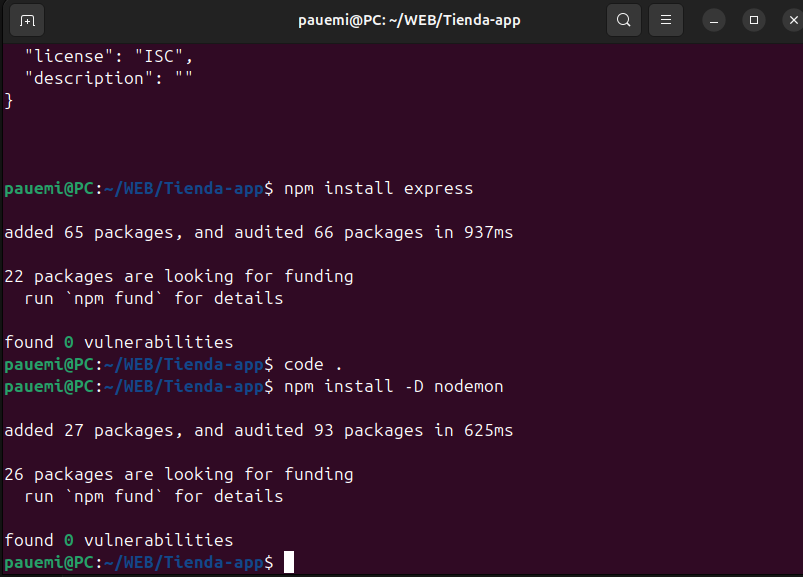 pauemi@PC: ~/WEB/Tienda-app
  "license": "ISC",
  "description": ""
}
pauemi@PC:~/WEB/Tienda-app$ npm install express
added 65 packages, and audited 66 packages in 937ms
22 packages are looking for funding
  run `npm fund` for details
found 0 vulnerabilities
pauemi@PC:~/WEB/Tienda-app$ code .
pauemi@PC:~/WEB/Tienda-app$ npm install -D nodemon
added 27 packages, and audited 93 packages in 625ms
26 packages are looking for funding
  run `npm fund` for details
found 0 vulnerabilities
pauemi@PC:~/WEB/Tienda-app$